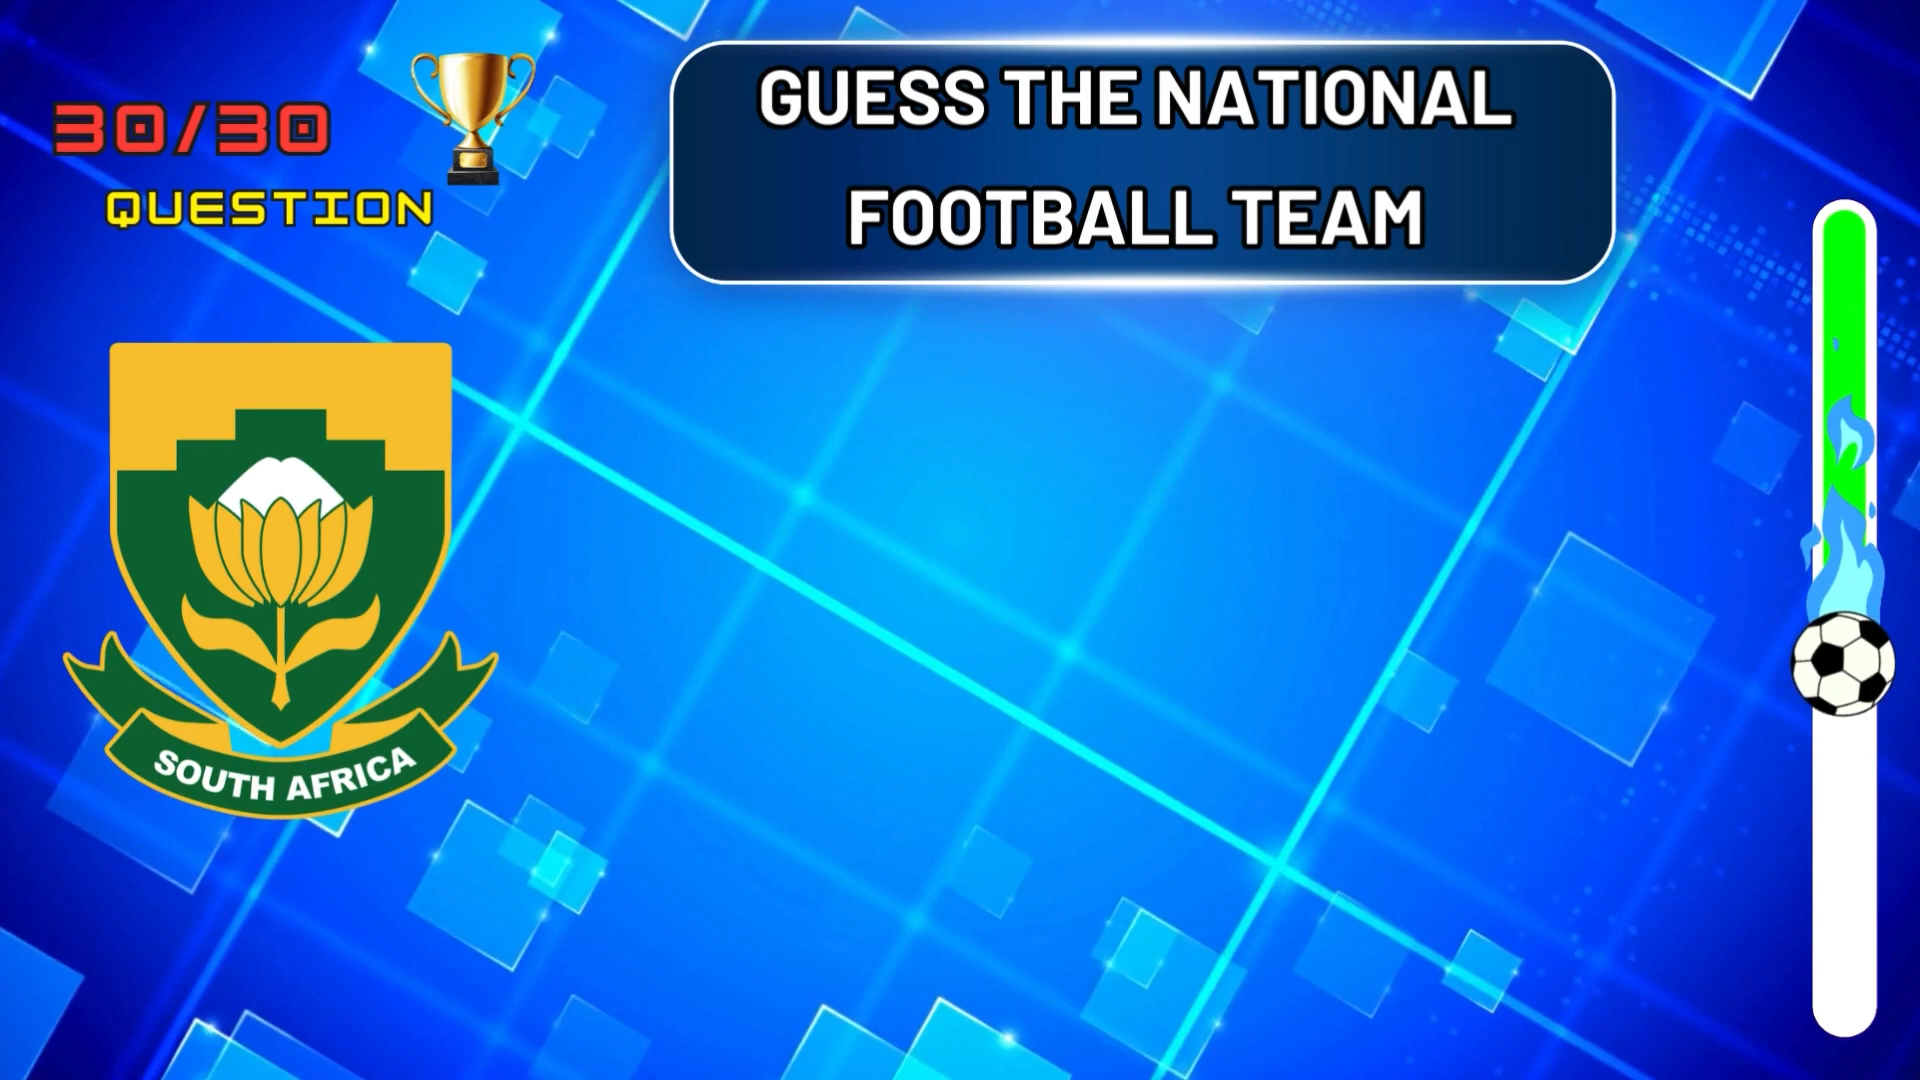 30/30
QUESTION
GUESS THE NATIONAL
FOOTBALL TEAM
SOUTH AFRICA